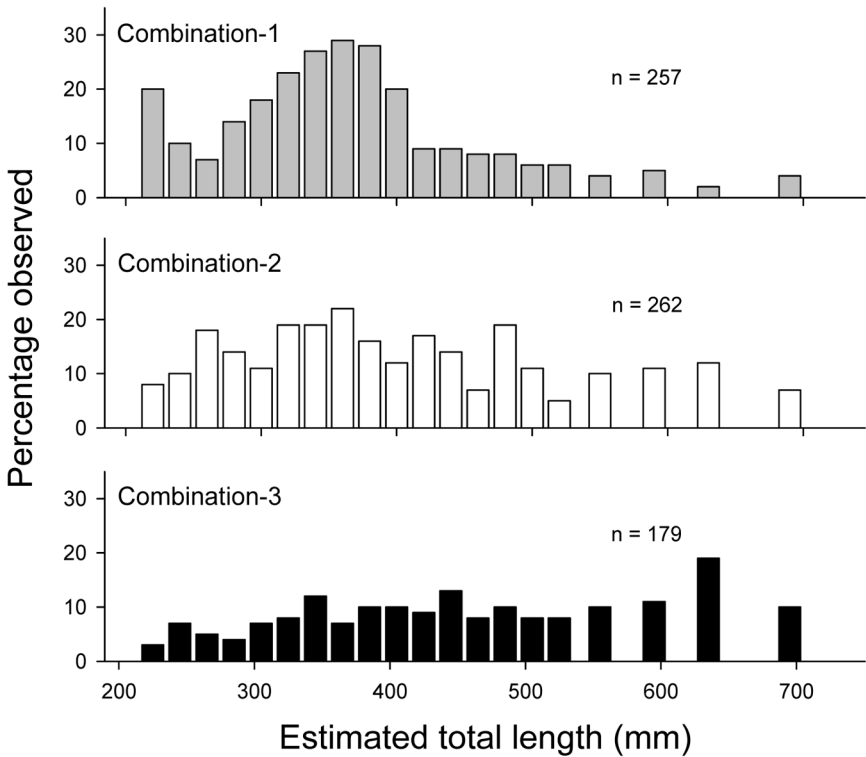 Percentage observed
Combination-1
n = 257
30
20
10
0
Combination-2
n = 262
30
20
10
0
Combination-3
n = 179
30
20
10
0
200 300 400 500 600 700
Estimated total length (mm)